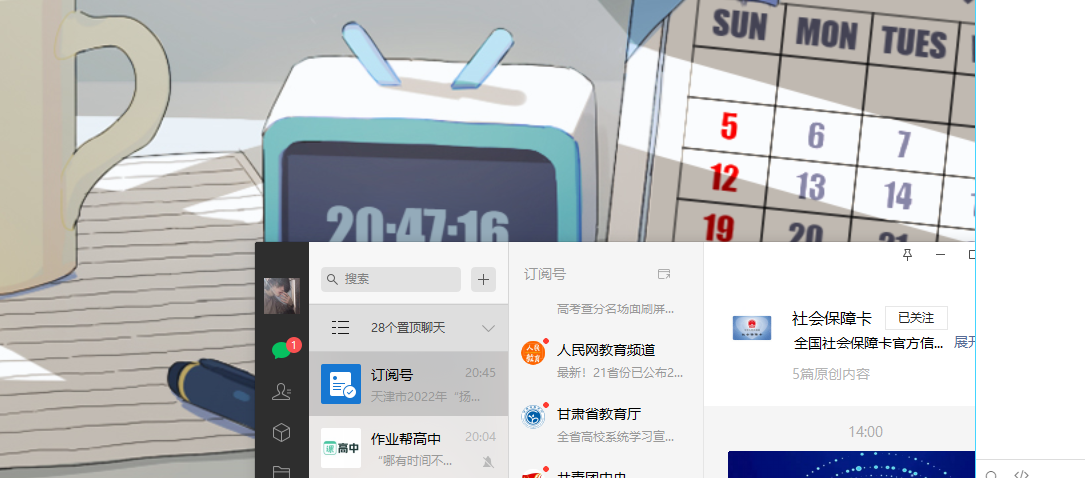 SUN MON TUES
5 6 7
12 13 14
19 20 21
20:47:16
搜索
订阅号
高考查分名场面刷屏...
社会保障卡 已关注
全国社会保障卡官方信... 展开
5篇原创内容
14:00
28个置顶聊天
1
订阅号 20:45
天津市2022年“扬...
作业帮高中 20:04
“哪有时间不...
高中
人民网教育频道
最新！21省份已公布2...
人民
教育
甘肃省教育厅
全省高校系统学习宣...